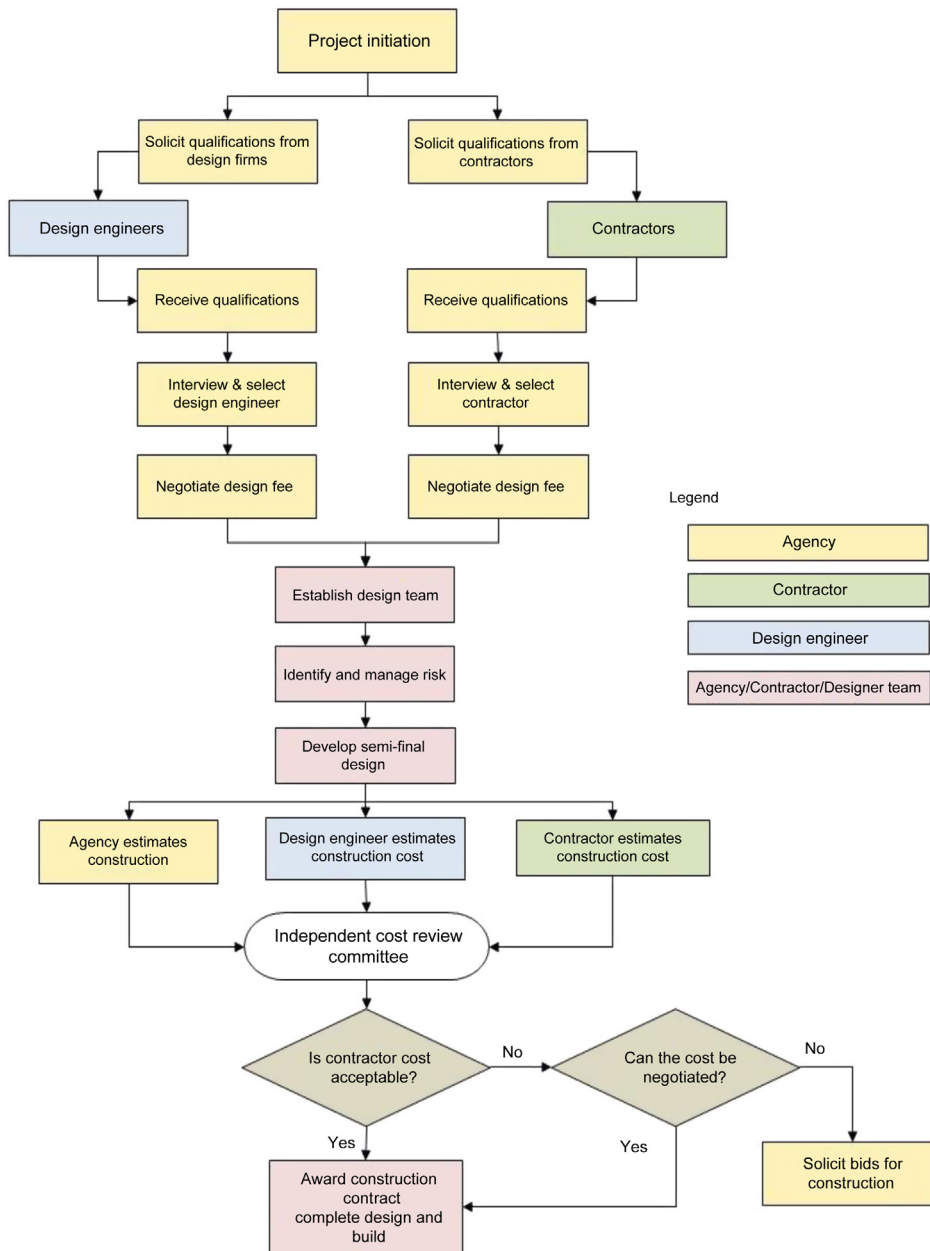 Project initiation
Solicit qualifications from
design firms
Solicit qualifications from
contractors
Design engineers
Contractors
Receive qualifications
Receive qualifications
Interview & select
design engineer
Interview & select
contractor
Negotiate design fee
Negotiate design fee
Legend
Agency
Contractor
Design engineer
Agency/Contractor/Designer team
Establish design team
Identify and manage risk
Develop semi-final
design
Agency estimates
construction
Design engineer estimates
construction cost
Contractor estimates
construction cost
Independent cost review
committee
Is contractor cost
acceptable?
No
Can the cost be
negotiated?
No
Yes
Yes
Award construction
contract
complete design and
build
Solicit bids for
construction